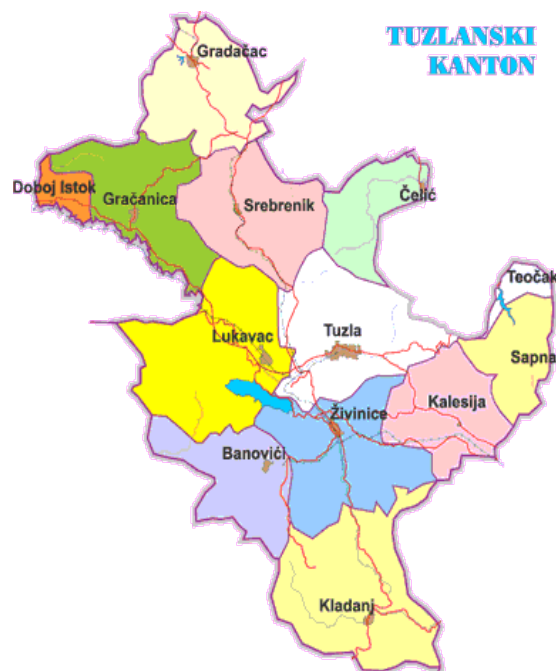 TUZLANSKI
KANTON
Gradačac
Doboj Istok
Gračanica
Srebrenik
Čelić
Teočak
Lukavac
Tuzla
Sapna
Živinice
Kalesija
Banovići
Kladanj